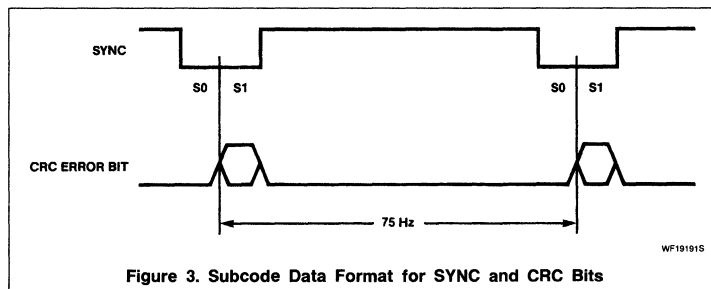 SYNC
S0 S1 S0 S1
CRC ERROR BIT
75 Hz
WF19191S
Figure 3. Subcode Data Format for SYNC and CRC Bits